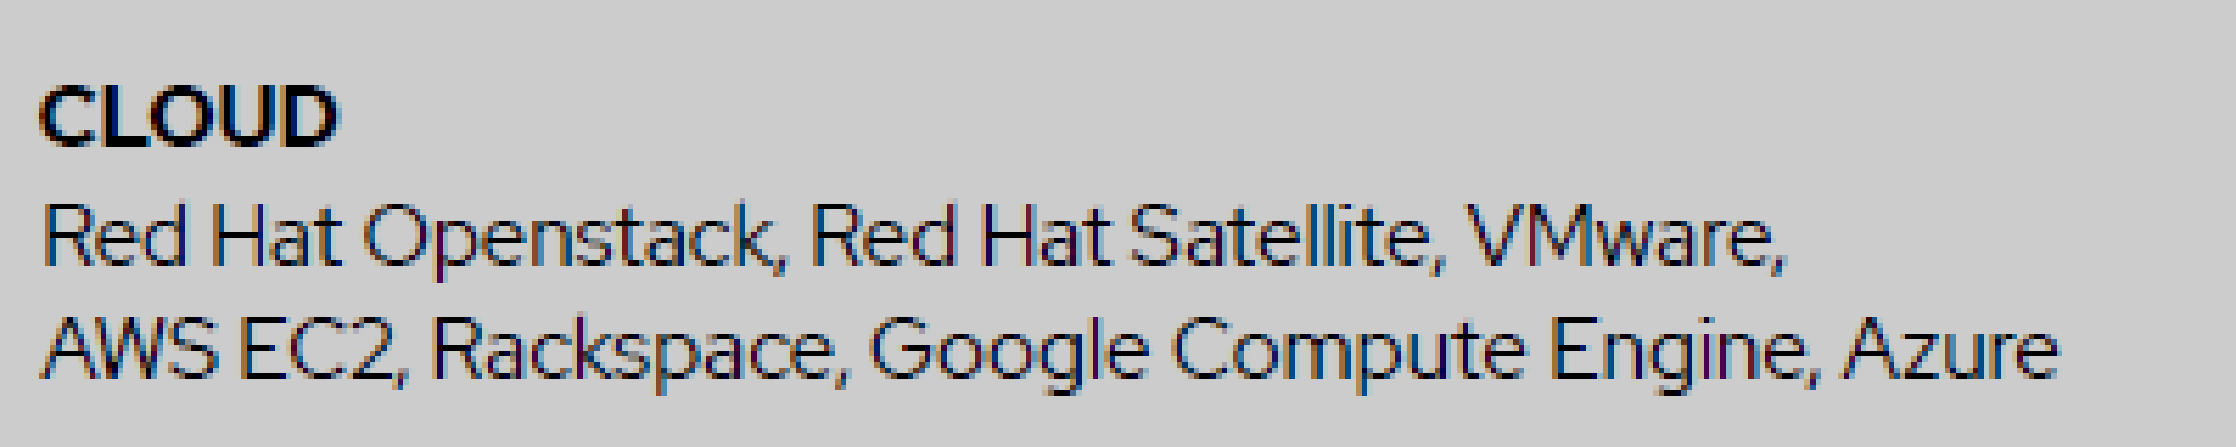 CLOUD
Red Hat Openstack, Red Hat Satellite, VMware,
AWS EC2, Rackspace, Google Compute Engine, Azure